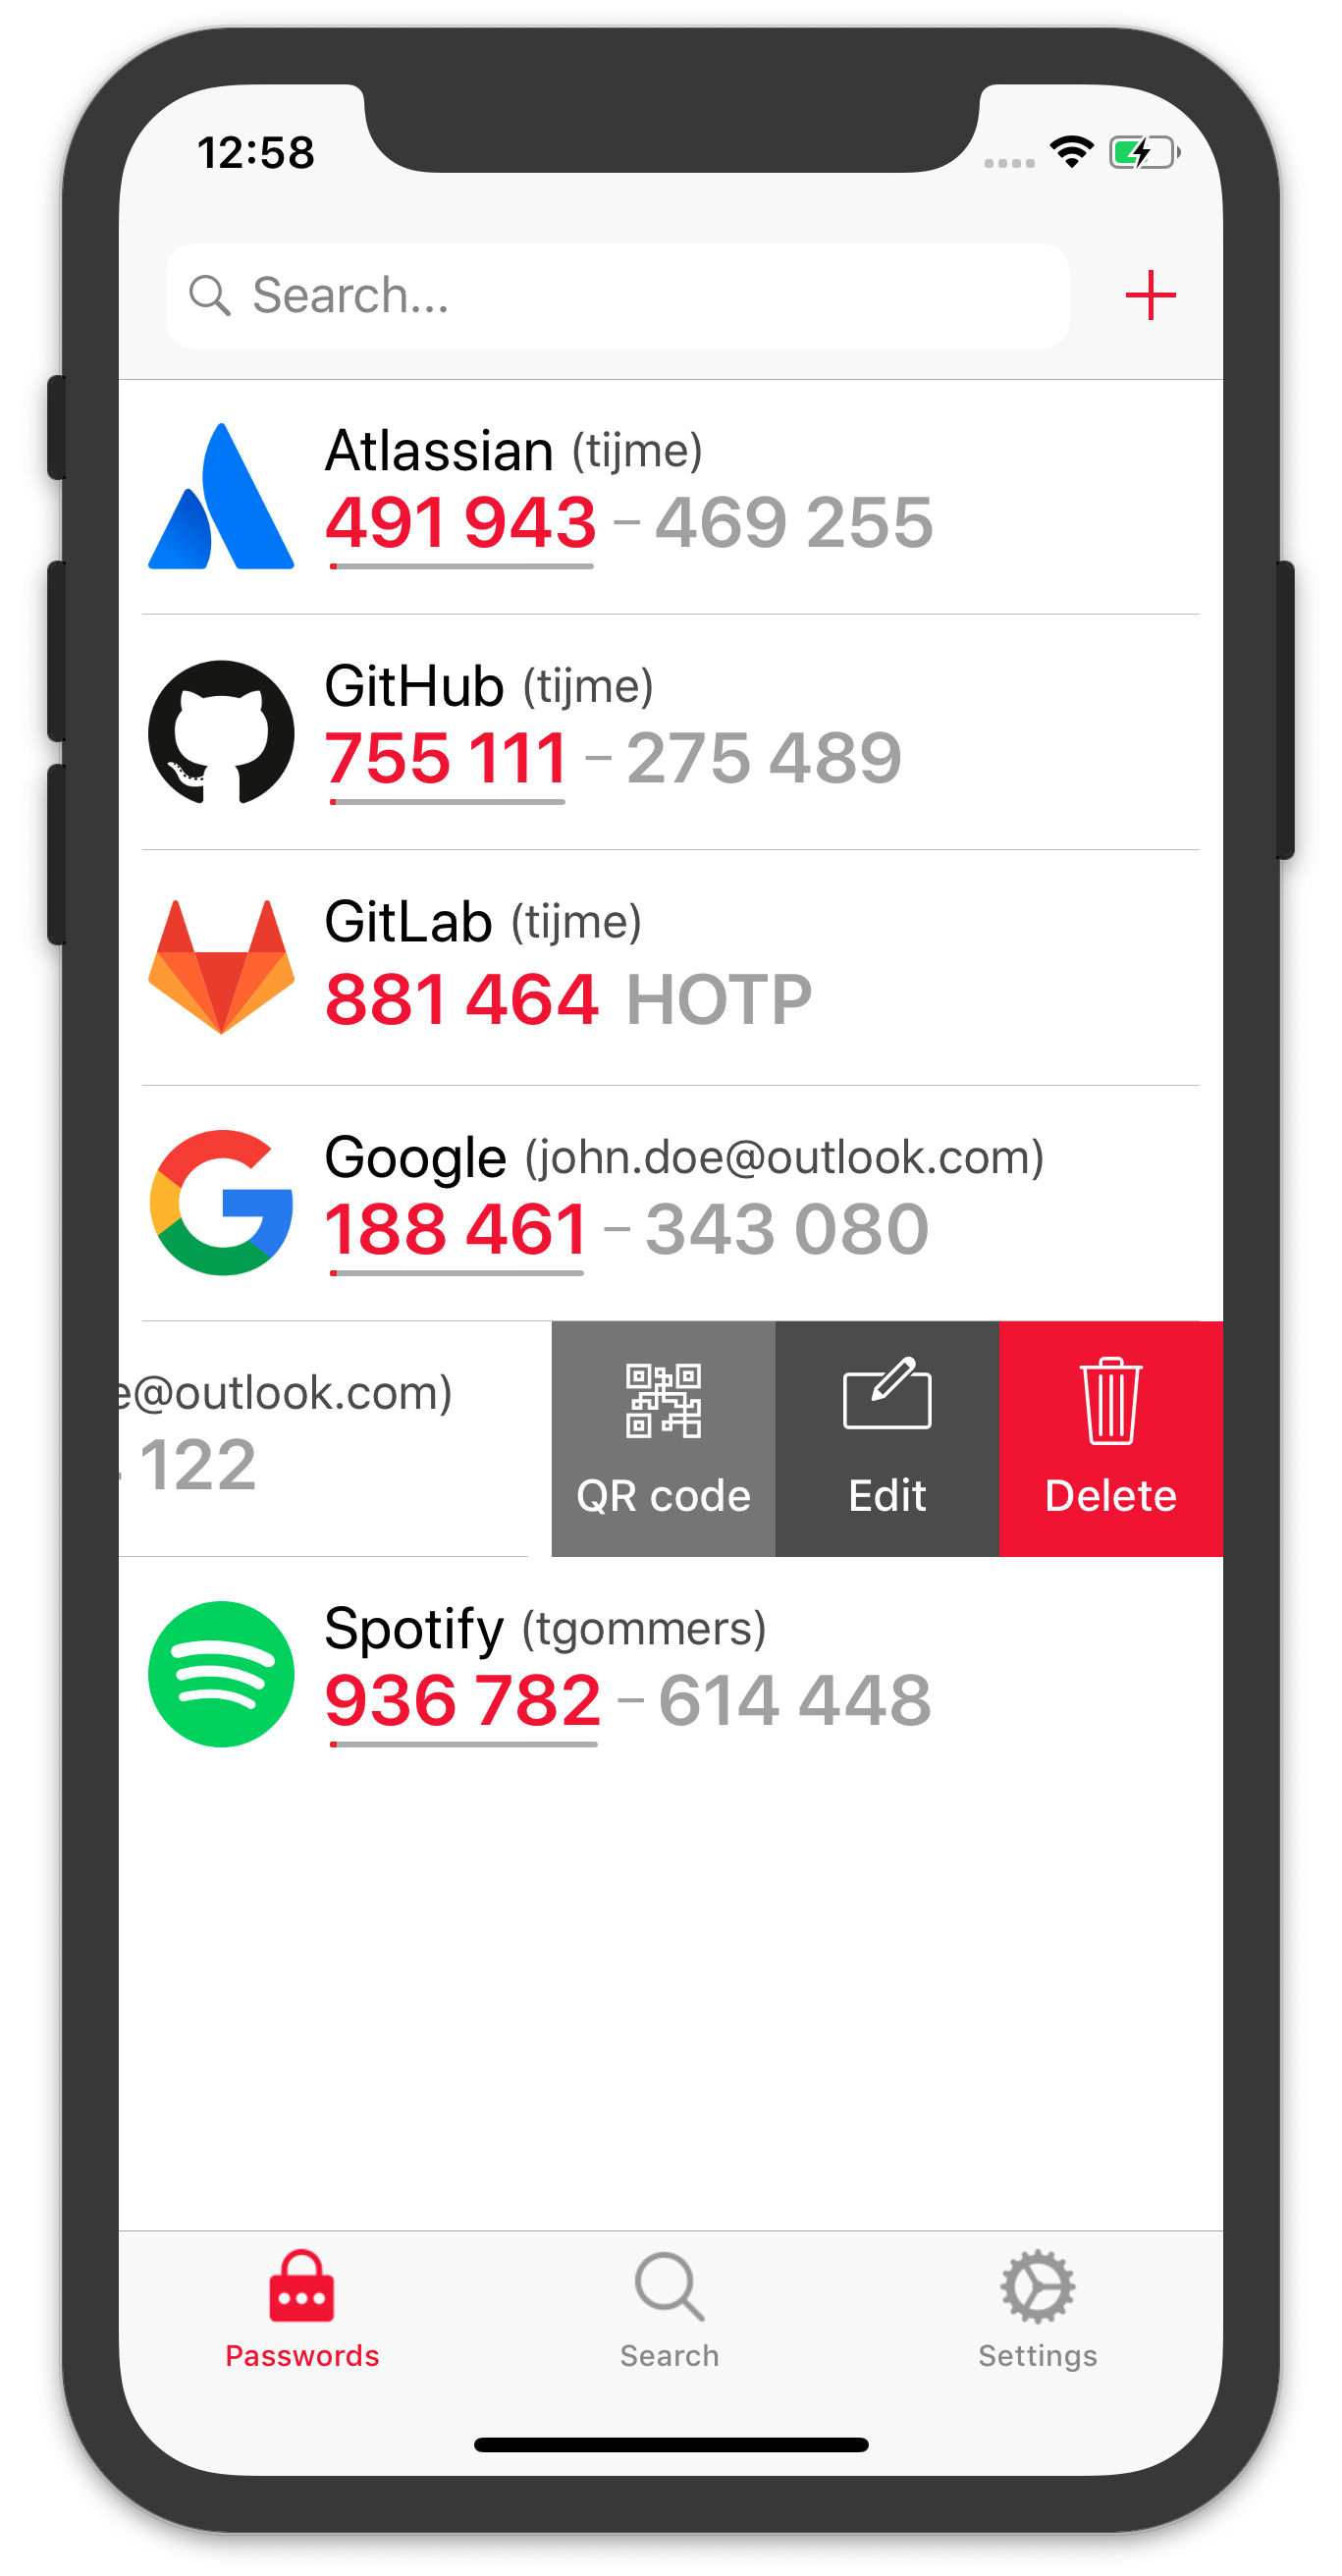 12:58
Search...
Atlassian (tijme)
491 943 – 469 255
GitHub (tijme)
755 111 – 275 489
GitLab (tijme)
881 464 HOTP
Google (john.doe@outlook.com)
188 461 – 343 080
e@outlook.com)
122
QR code Edit Delete
Spotify (tgommers)
936 782 – 614 448
Passwords Search Settings